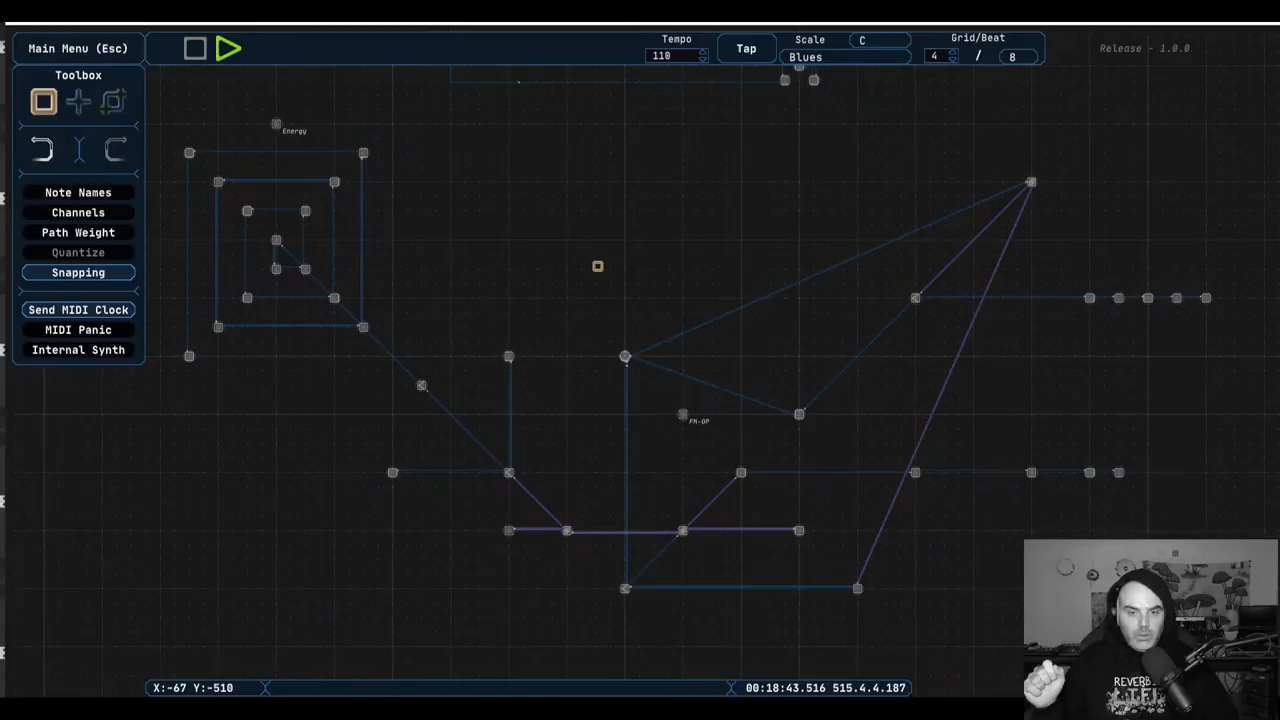 Main Menu (Esc)
Tempo
110
Tap
Scale
C
Blues
Grid/Beat
4 / 8
Release - 1.0.0
Toolbox
Note Names
Channels
Path Weight
Quantize
Snapping
Send MIDI Clock
MIDI Panic
Internal Synth
Energy
FM-OP
X:-67 Y:-510
00:18:43.516 515.4.4.187
REVERB